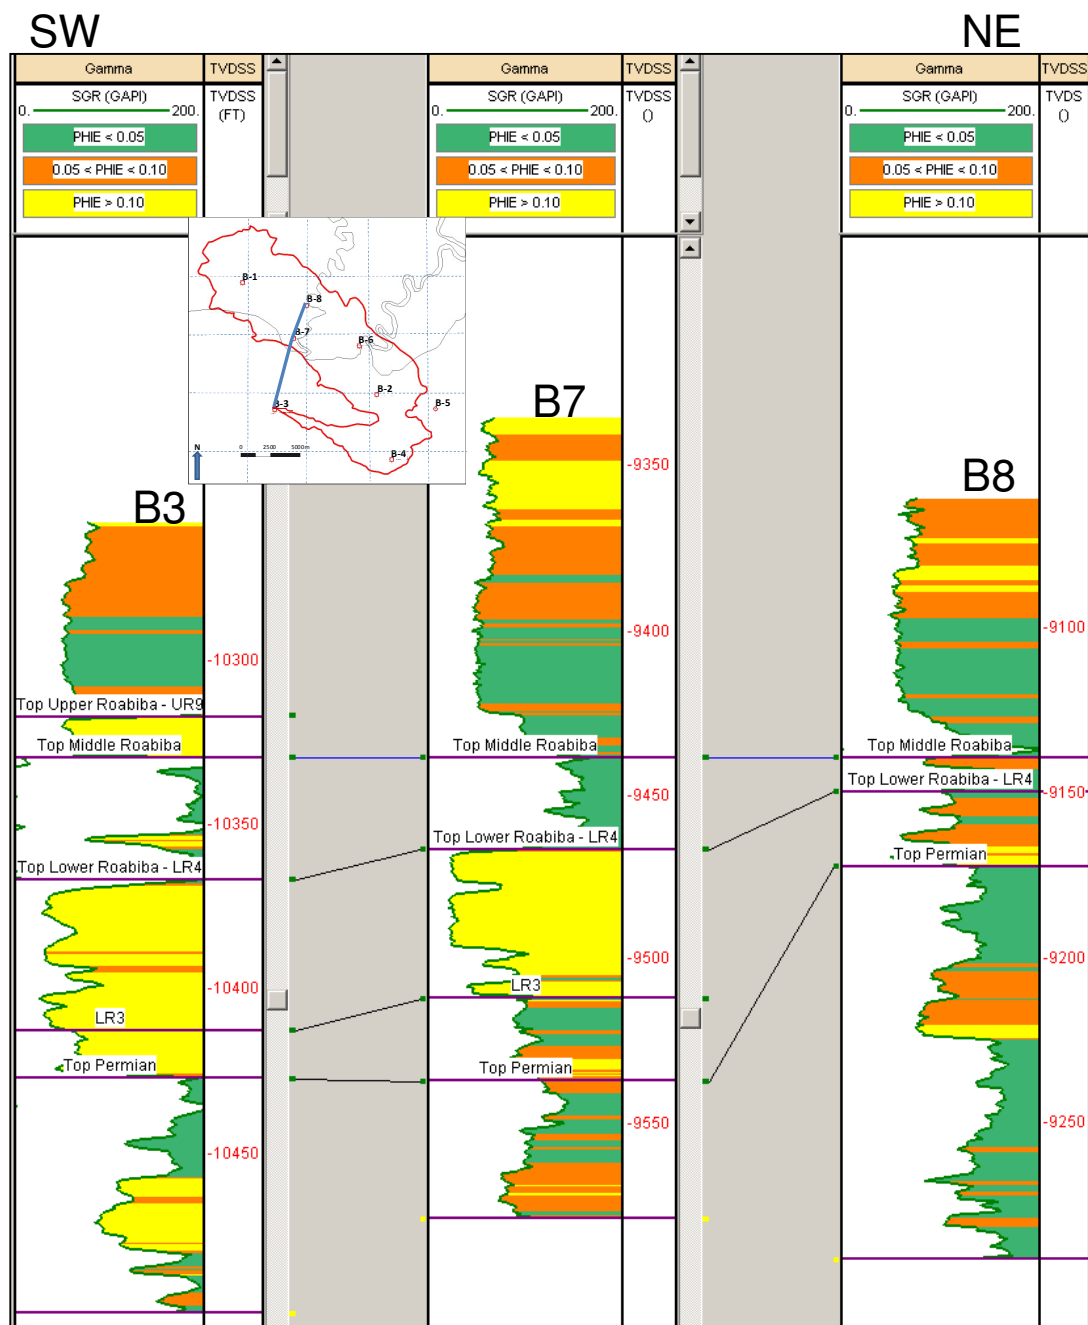 SW
NE
Gamma
TVDSS
Gamma
TVDSS
Gamma
TVDSS
SGR (GAPI)
0.
200.
TVDSS
(FT)
SGR (GAPI)
0.
200.
TVDSS
()
SGR (GAPI)
0.
200.
TVDS
()
PHIE < 0.05
PHIE < 0.05
PHIE < 0.05
0.05 < PHIE < 0.10
0.05 < PHIE < 0.10
0.05 < PHIE < 0.10
PHIE > 0.10
PHIE > 0.10
PHIE > 0.10
B-1
B-8
B-7
B-6
B-2
B-3
B-5
B-4
N
0 2500 5000m
B3
-10300
Top Upper Roabiba - UR9
Top Middle Roabiba
-10350
Top Lower Roabiba - LR4
-10400
LR3
Top Permian
-10450
B7
-9350
-9400
Top Middle Roabiba
-9450
Top Lower Roabiba - LR4
-9500
LR3
Top Permian
-9550
B8
-9100
Top Middle Roabiba
Top Lower Roabiba - LR4
-9150
Top Permian
-9200
-9250